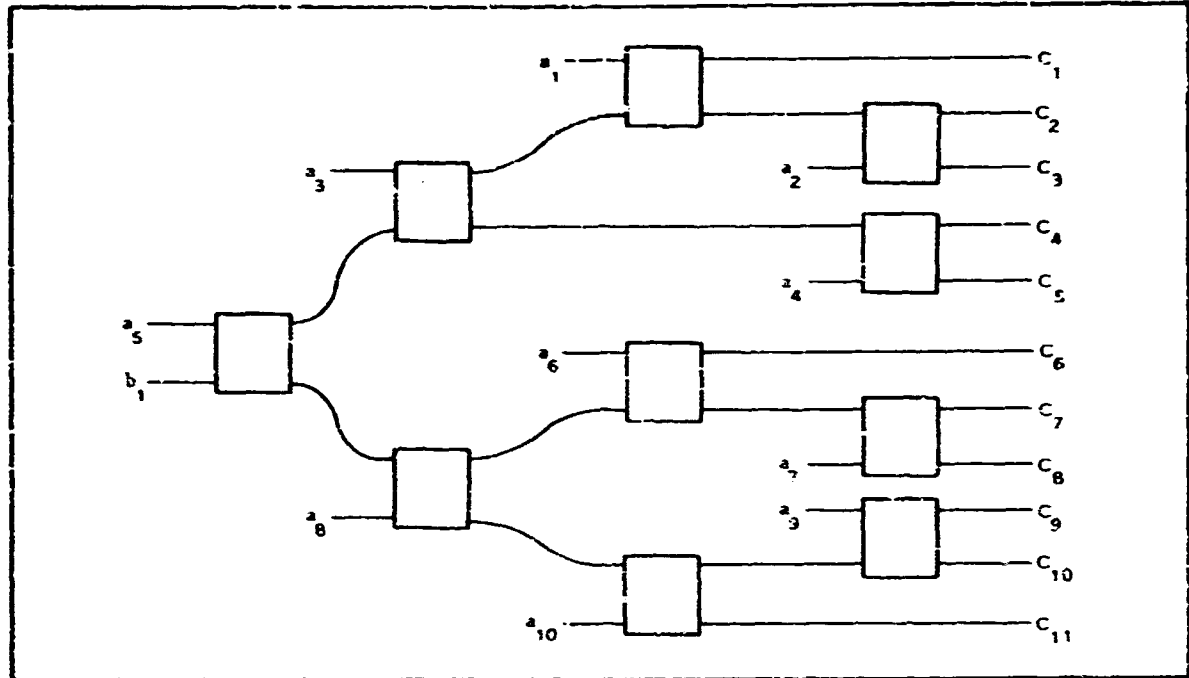 a₁ C₁
C₂
a₃ a₂ C₃
C₄
a₄ C₅
a₅
a₆ C₆
b₁
C₇
a₇ C₈
a₈ a₉ C₉
C₁₀
a₁₀ C₁₁